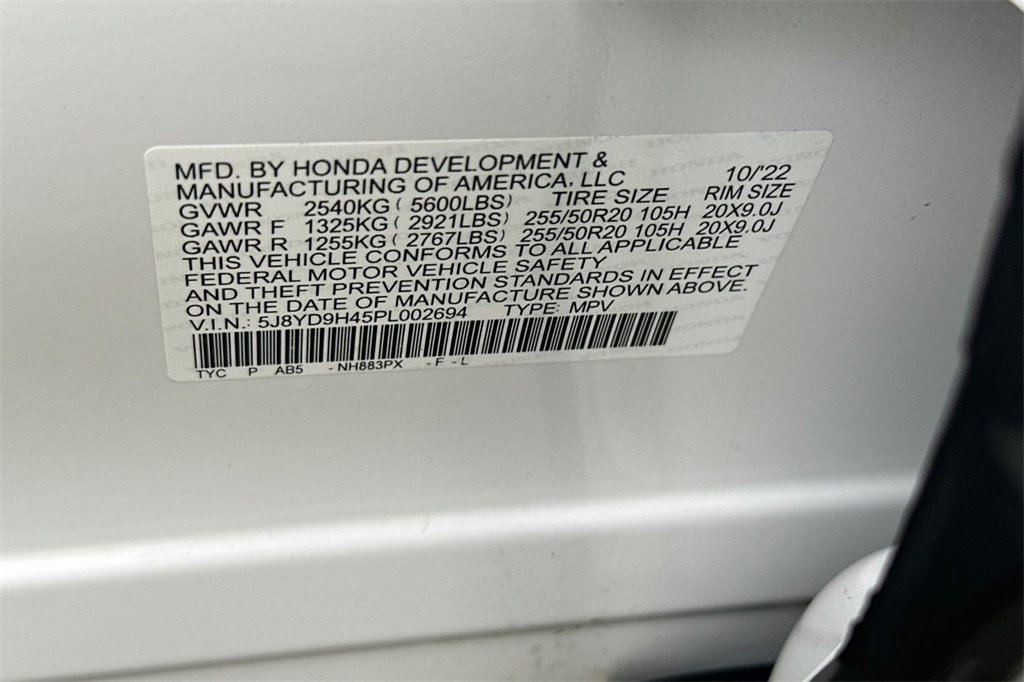 MFD. BY HONDA DEVELOPMENT & 10/'22
MANUFACTURING OF AMERICA, LLC
GVWR 2540KG ( 5600LBS) TIRE SIZE RIM SIZE
GAWR F 1325KG ( 2921LBS) 255/50R20 105H 20X9.0J
GAWR R 1255KG ( 2767LBS) 255/50R20 105H 20X9.0J
THIS VEHICLE CONFORMS TO ALL APPLICABLE
FEDERAL MOTOR VEHICLE SAFETY
AND THEFT PREVENTION STANDARDS IN EFFECT
ON THE DATE OF MANUFACTURE SHOWN ABOVE.
V.I.N.: 5J8YD9H45PL002694 TYPE: MPV
TYC P AB5 - NH883PX - F - L